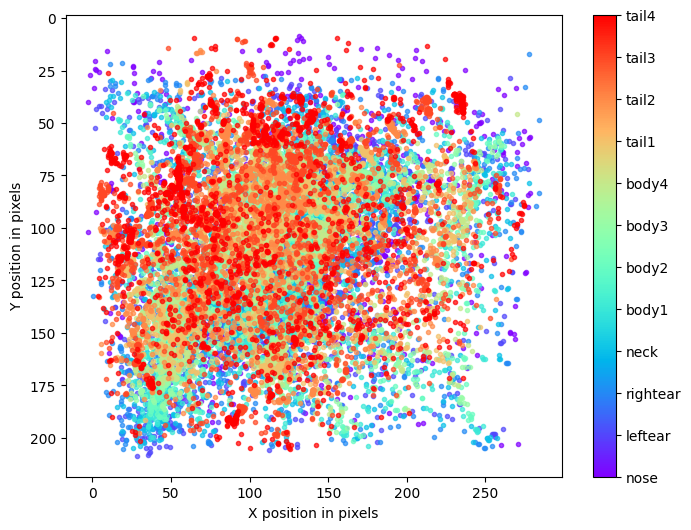 0
25
50
75
100
125
150
175
200
Y position in pixels
0
50
100
150
200
250
X position in pixels
tail4
tail3
tail2
tail1
body4
body3
body2
body1
neck
rightear
leftear
nose